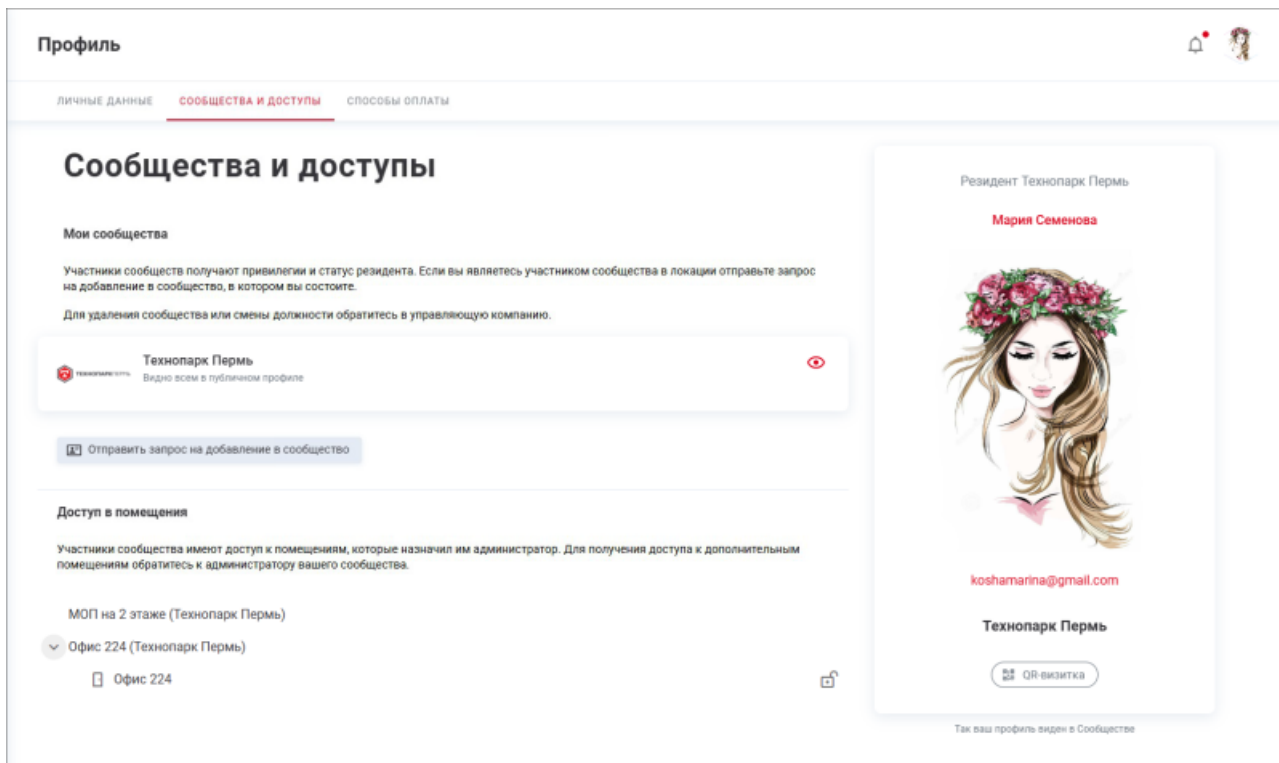 Профиль
ЛИЧНЫЕ ДАННЫЕ СООБЩЕСТВА И ДОСТУПЫ СПОСОБЫ ОПЛАТЫ
Сообщества и доступы
Мои сообщества
Участники сообществ получают привилегии и статус резидента. Если вы являетесь участником сообщества в локации отправьте запрос
на добавление в сообщество, в котором вы состоите.
Для удаления сообщества или смены должности обратитесь в управляющую компанию.
ТЕХНОПАРК ПЕРМЬ
Технопарк Пермь
Видно всем в публичном профиле
Отправить запрос на добавление в сообщество
Доступ в помещения
Участники сообщества имеют доступ к помещениям, которые назначил им администратор. Для получения доступа к дополнительным
помещениям обратитесь к администратору вашего сообщества.
МОП на 2 этаже (Технопарк Пермь)
Офис 224 (Технопарк Пермь)
Офис 224
Резидент Технопарк Пермь
Мария Семенова
koshamarina@gmail.com
Технопарк Пермь
QR-визитка
Так ваш профиль виден в Сообществе